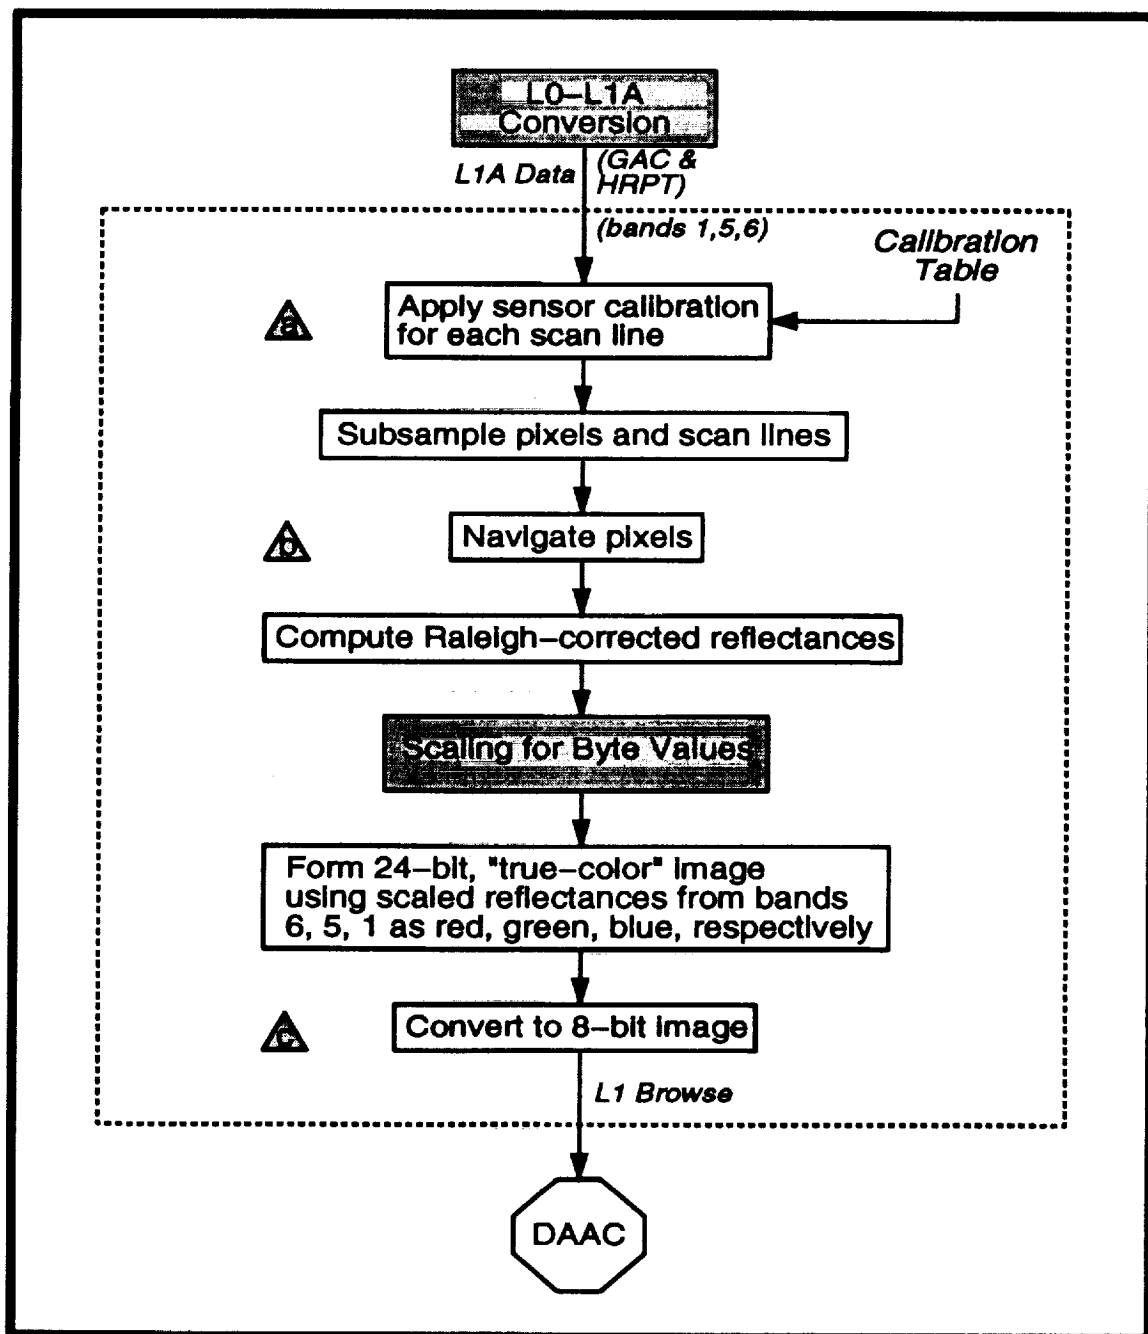 L0–L1A
Conversion
L1A Data
(GAC &
HRPT)
(bands 1,5,6)
Calibration
Table
a
Apply sensor calibration
for each scan line
Subsample pixels and scan lines
b
Navigate pixels
Compute Raleigh–corrected reflectances
Scaling for Byte Values
Form 24–bit, "true–color" image
using scaled reflectances from bands
6, 5, 1 as red, green, blue, respectively
c
Convert to 8–bit image
L1 Browse
DAAC